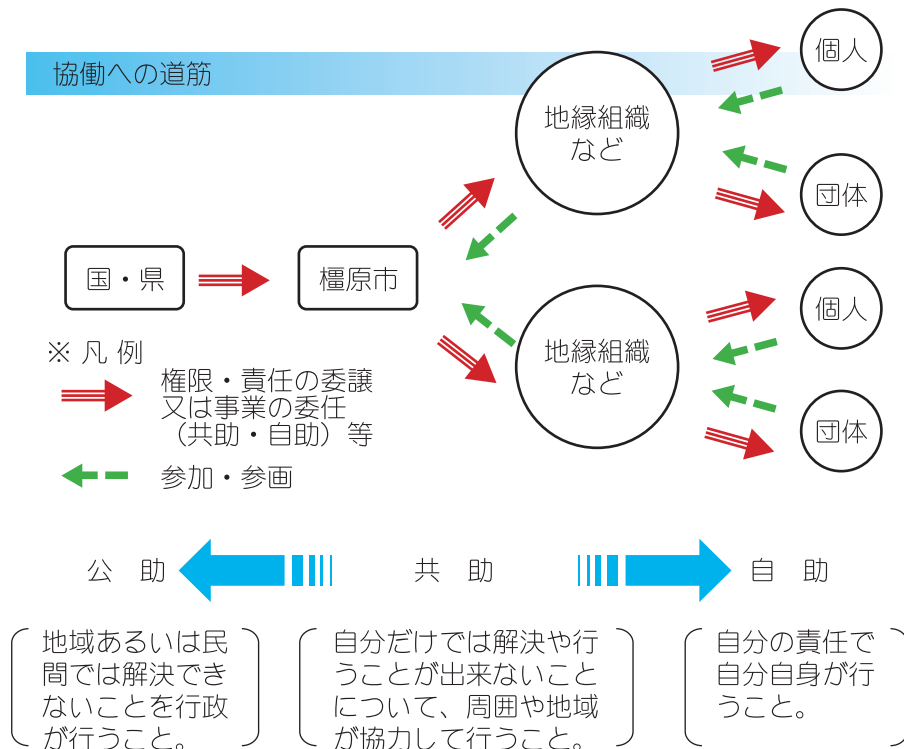 協働への道筋
個人
地縁組織
など
団体
国・県
橿原市
個人
地縁組織
など
団体
※ 凡 例
権限・責任の委譲
又は事業の委任
（共助・自助）等
参加・参画
公 助
共 助
自 助
地域あるいは民
間では解決でき
ないことを行政
が行うこと。
自分だけでは解決や行
うことが出来ないこと
について、周囲や地域
が協力して行うこと。
自分の責任で
自分自身が行
うこと。